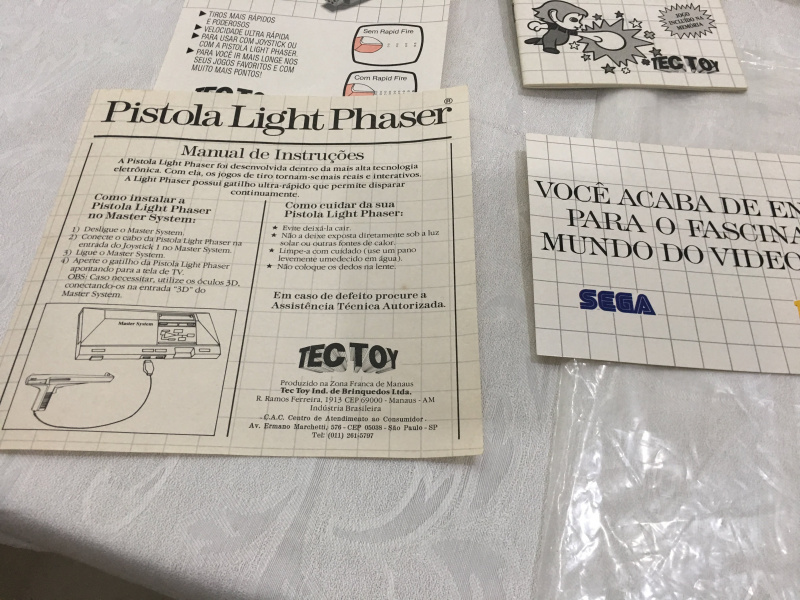 TIROS MAIS RÁPIDOS
E PODEROSOS
VELOCIDADE ULTRA RÁPIDA
PARA USAR COM JOYSTICK OU
COM A PISTOLA LIGHT PHASER
PARA VOCÊ IR MAIS LONGE NOS
SEUS JOGOS FAVORITOS E COM
MUITO MAIS PONTOS!
Sem Rapid Fire
Com Rapid Fire
JOGO
INCLUÍDO NA
MEMÓRIA
TEC TOY
Pistola Light Phaser®
Manual de Instruções
A Pistola Light Phaser foi desenvolvida dentro da mais alta tecnologia
eletrônica. Com ela, os jogos de tiro tornam-se mais reais e interativos.
A Light Phaser possui gatilho ultra-rápido que permite disparar
continuamente.
Como instalar a
Pistola Light Phaser
no Master System:
1) Desligue o Master System.
2) Conecte o cabo da Pistola Light Phaser na
entrada do Joystick 1 no Master System.
3) Ligue o Master System.
4) Aperte o gatilho da Pistola Light Phaser
apontando para a tela de TV.
OBS: Caso necessitar, utilize os óculos 3D,
conectando-os na entrada "3D" do
Master System.
Master System
Como cuidar da sua
Pistola Light Phaser:
★ Evite deixá-la cair.
★ Não a deixe exposta diretamente sob a luz
solar ou outras fontes de calor.
★ Limpe-a com cuidado (use um pano
levemente umedecido em água).
★ Não coloque os dedos na lente.
Em caso de defeito procure a
Assistência Técnica Autorizada.
TEC TOY
Produzido na Zona Franca de Manaus
Tec Toy Ind. de Brinquedos Ltda.
R. Ramos Ferreira, 1913 CEP 69000 - Manaus - AM
Indústria Brasileira
C.A.C. Centro de Atendimento ao Consumidor
Av. Ermano Marchetti, 576 - CEP 05038 - São Paulo - SP
Tel: (011) 261-5797
VOCÊ ACABA DE EN
PARA O FASCINA
MUNDO DO VIDEO
SEGA